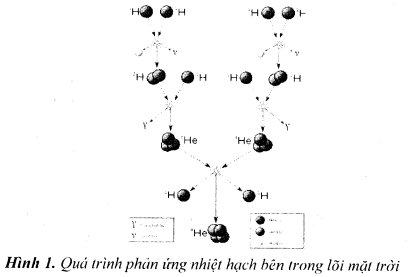 ¹H ¹H ¹H ¹H
γ γ
²H ¹H ¹H ²H
γ γ
³He ³He
¹H ¹H
⁴He
Hình 1. Quá trình phản ứng nhiệt hạch bên trong lõi mặt trời